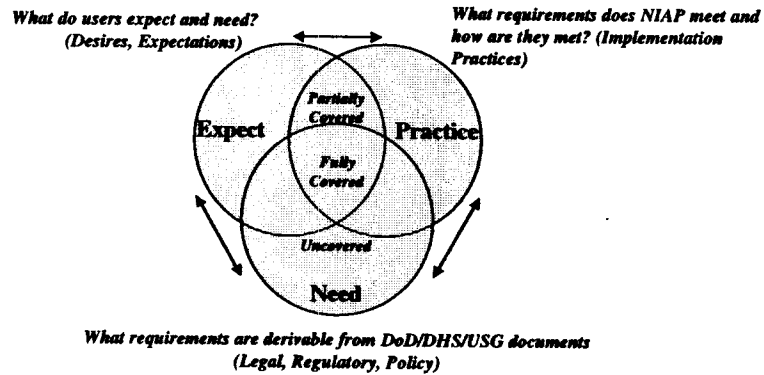 What do users expect and need?
(Desires, Expectations)
What requirements does NIAP meet and
how are they met? (Implementation
Practices)
Partially
Covered
Expect
Practice
Fully
Covered
Uncovered
Need
What requirements are derivable from DoD/DHS/USG documents
(Legal, Regulatory, Policy)